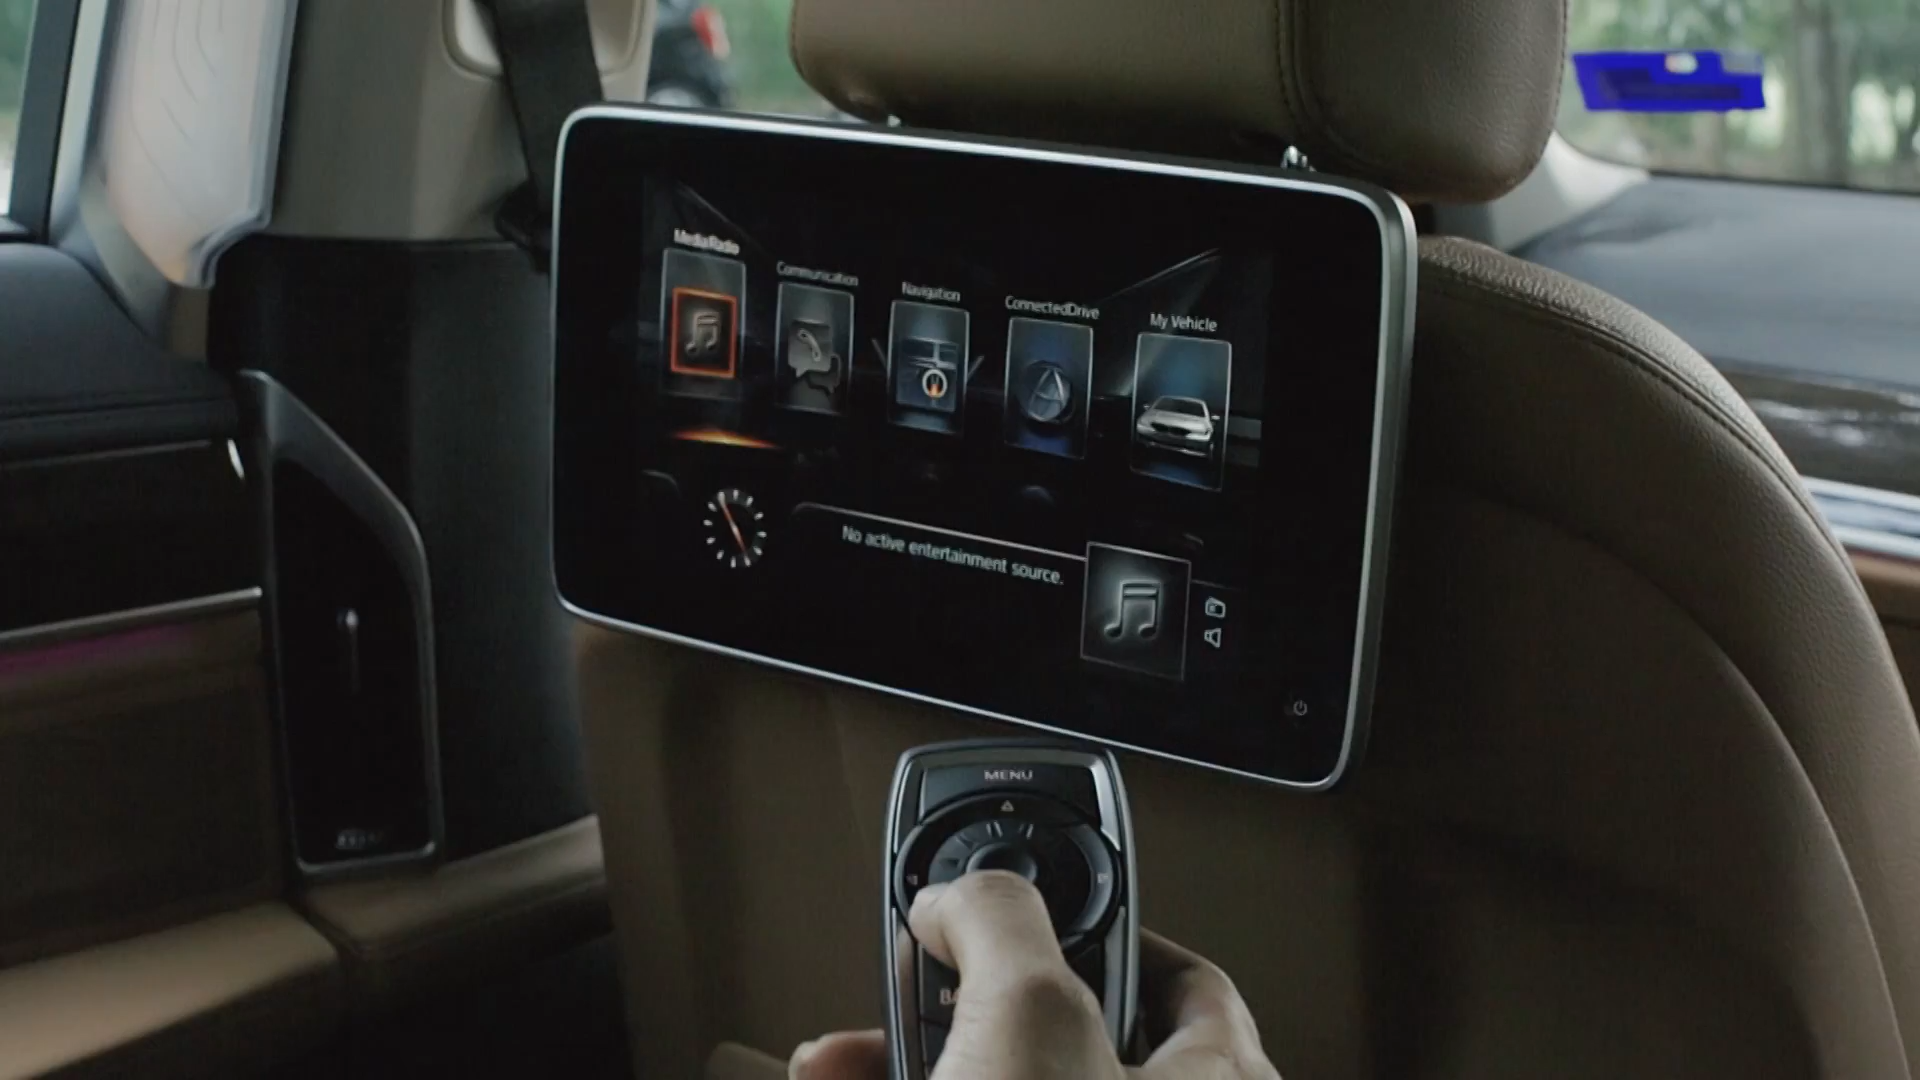 Media/Radio
Communication
Navigation
ConnectedDrive
My Vehicle
No active entertainment source.
MENU